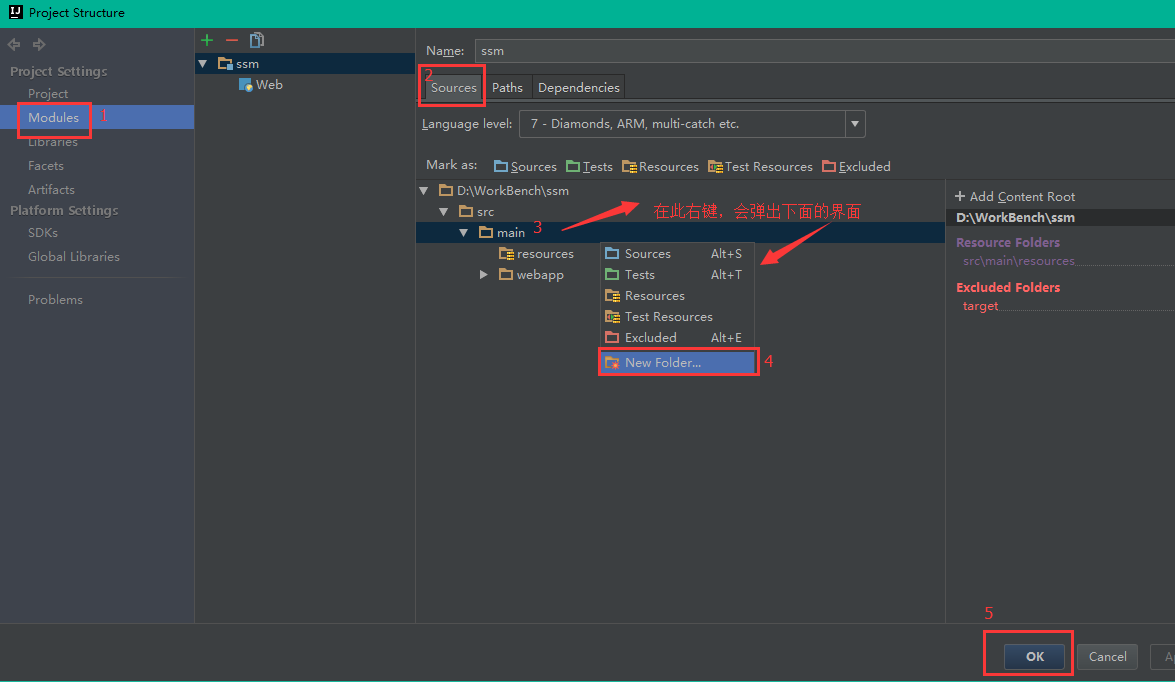 Project Structure
Project Settings
Project
Modules
1
Libraries
Facets
Artifacts
Platform Settings
SDKs
Global Libraries
Problems
ssm
Web
Name: ssm
2
Sources Paths Dependencies
Language level: 7 - Diamonds, ARM, multi-catch etc.
Mark as: Sources Tests Resources Test Resources Excluded
D:\WorkBench\ssm
src
main 3
在此右键，会弹出下面的界面
resources
webapp
Sources Alt+S
Tests Alt+T
Resources
Test Resources
Excluded Alt+E
New Folder...
4
Add Content Root
D:\WorkBench\ssm
Resource Folders
src\main\resources
Excluded Folders
target
5
OK Cancel